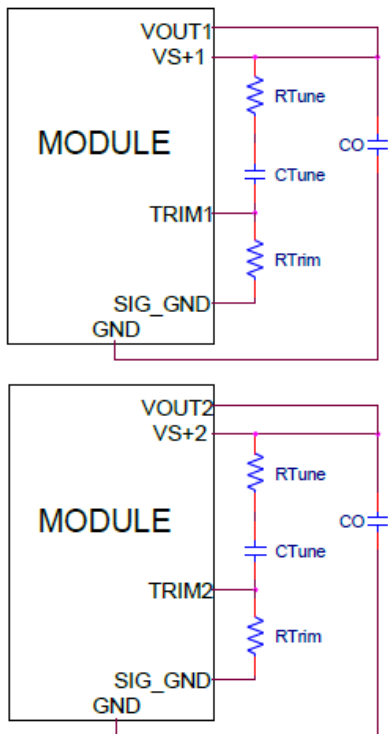 VOUT1
VS+1
RTune
MODULE
CO
CTune
TRIM1
RTrim
SIG_GND
GND
VOUT2
VS+2
RTune
MODULE
CO
CTune
TRIM2
RTrim
SIG_GND
GND